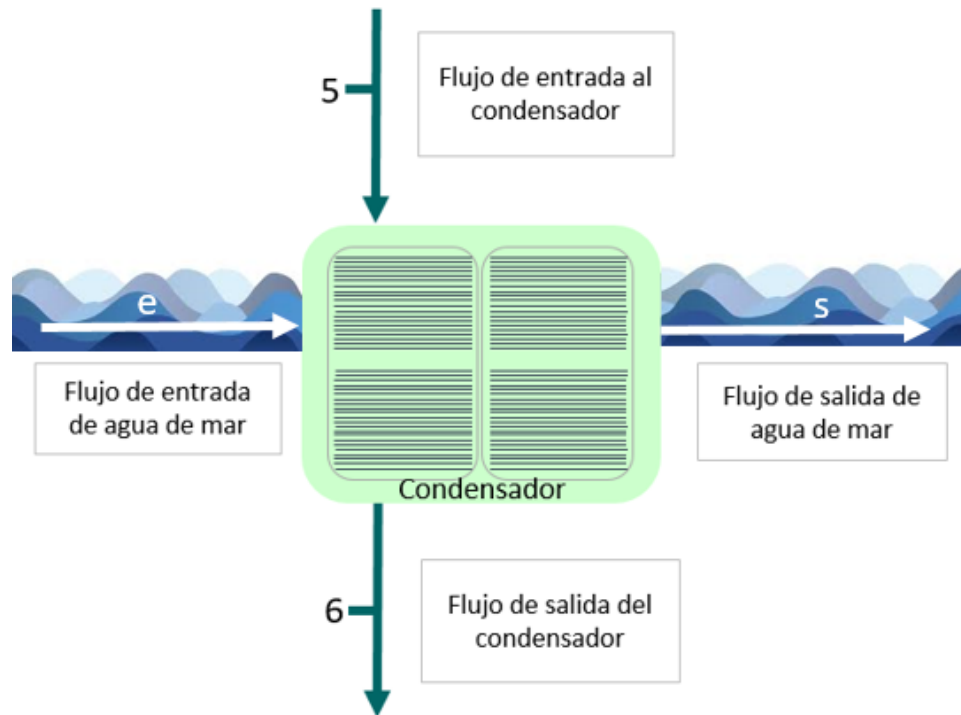 5
Flujo de entrada al
condensador
e
s
Flujo de entrada
de agua de mar
Flujo de salida de
agua de mar
Condensador
6
Flujo de salida del
condensador